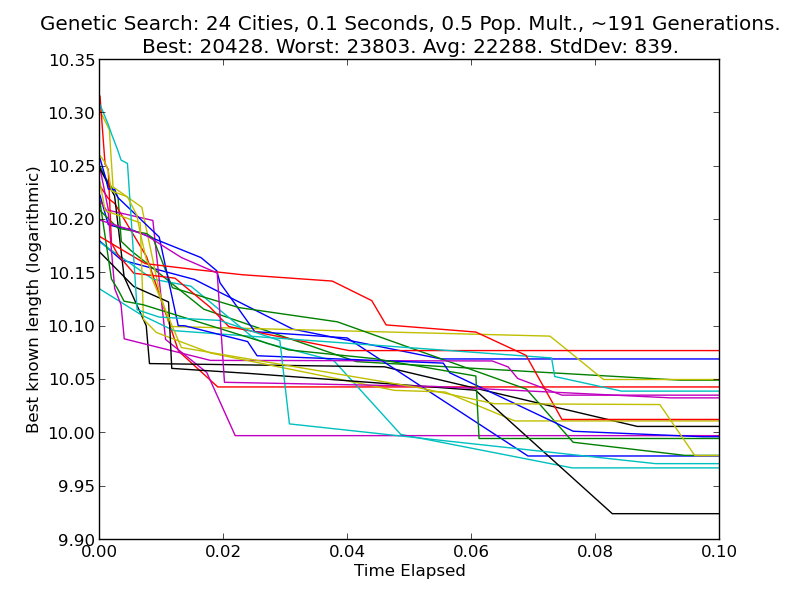 Genetic Search: 24 Cities, 0.1 Seconds, 0.5 Pop. Mult., ~191 Generations.
Best: 20428. Worst: 23803. Avg: 22288. StdDev: 839.
10.35
10.30
10.25
10.20
10.15
10.10
10.05
10.00
9.95
9.90
Best known length (logarithmic)
0.00 0.02 0.04 0.06 0.08 0.10
Time Elapsed